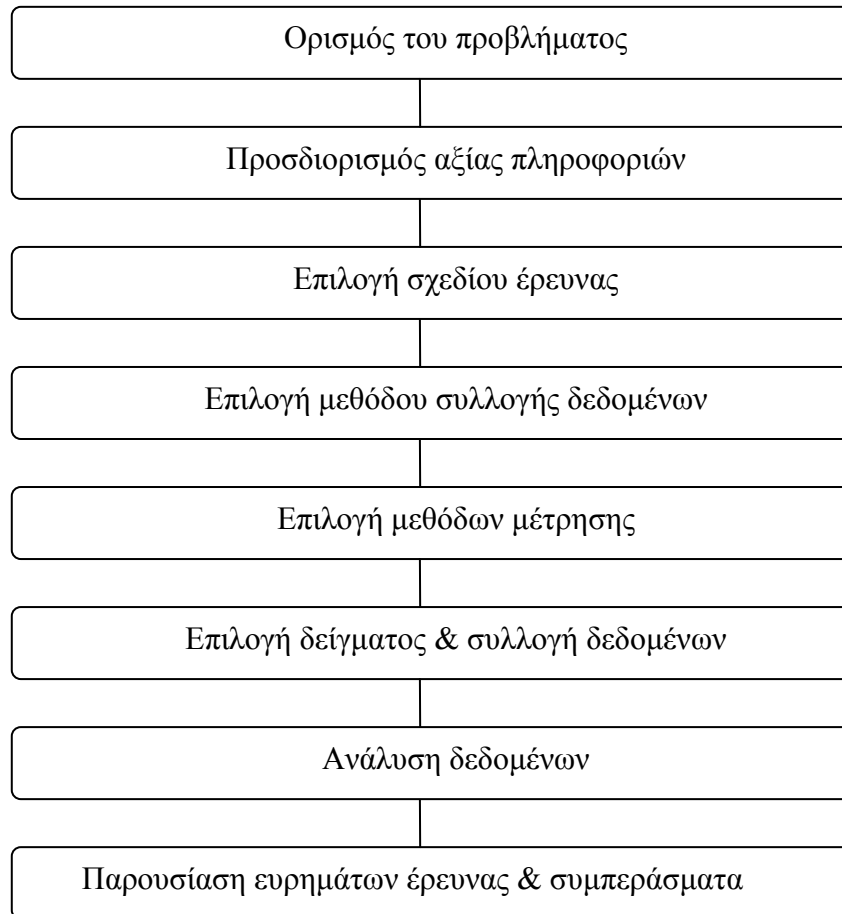 Ορισμός του προβλήματος
Προσδιορισμός αξίας πληροφοριών
Επιλογή σχεδίου έρευνας
Επιλογή μεθόδου συλλογής δεδομένων
Επιλογή μεθόδων μέτρησης
Επιλογή δείγματος & συλλογή δεδομένων
Ανάλυση δεδομένων
Παρουσίαση ευρημάτων έρευνας & συμπεράσματα